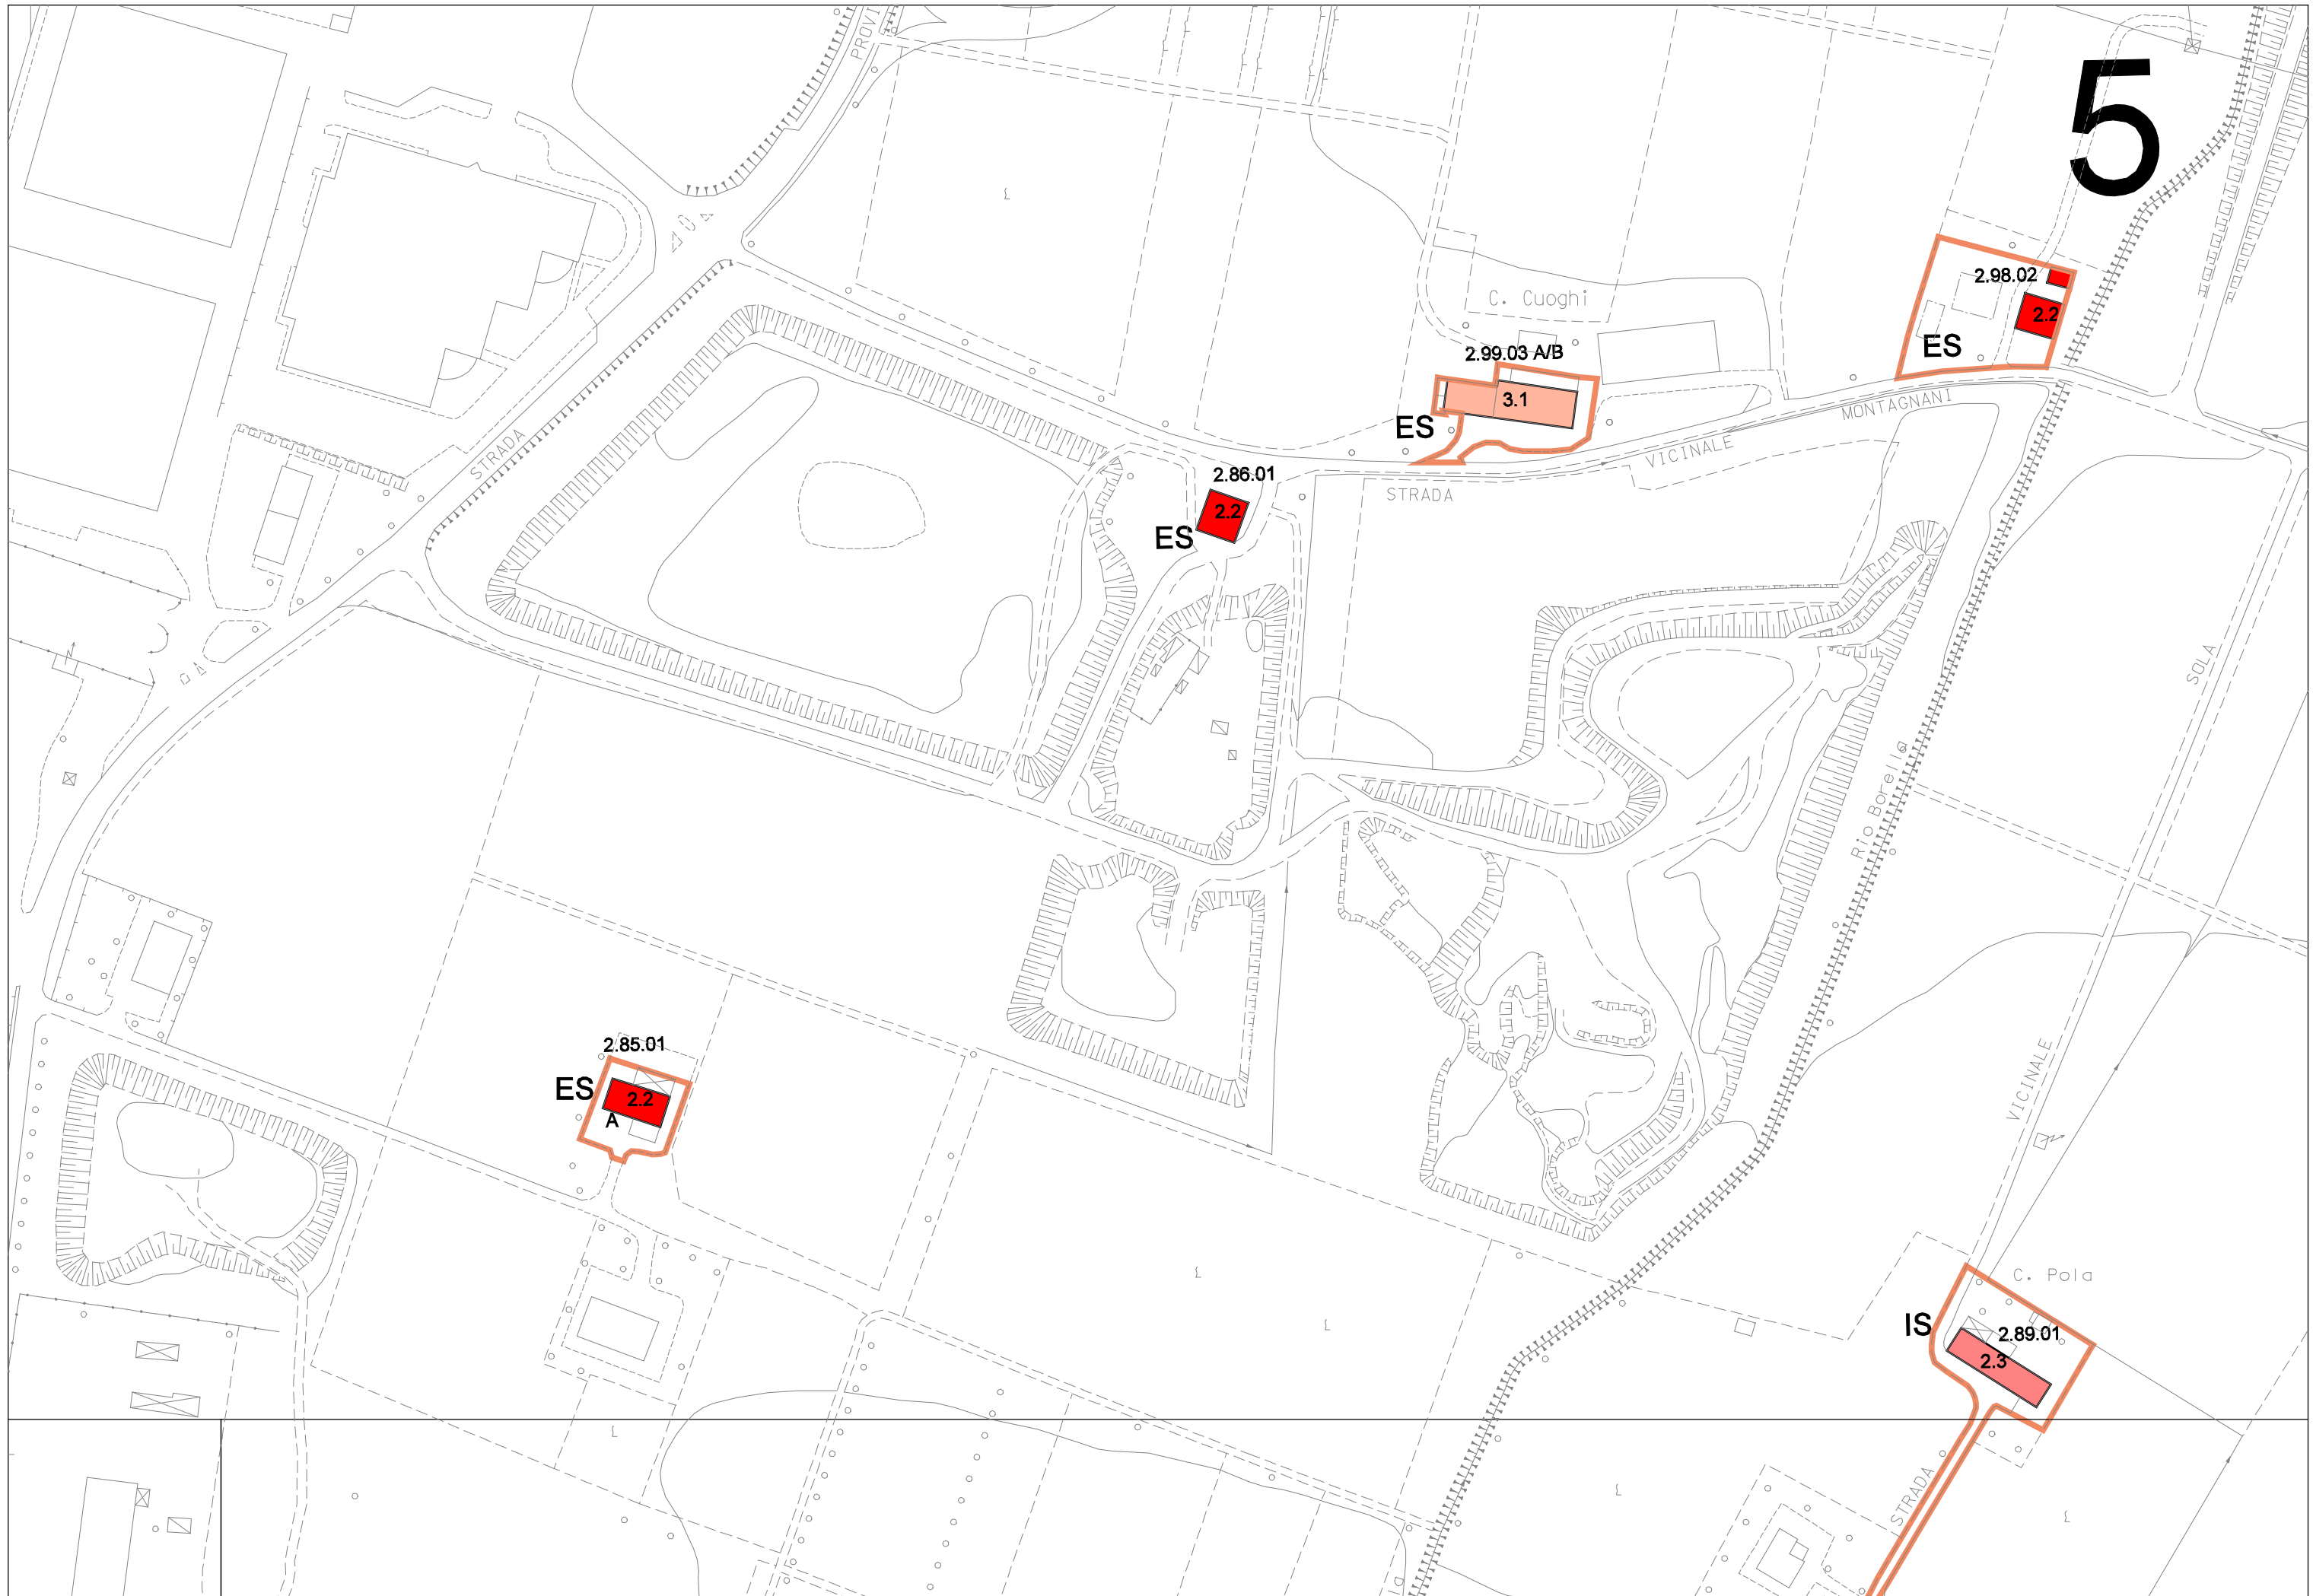 PROVI
5
2.98.02
2.2
ES
C. Cuoghi
2.99.03 A/B
3.1
ES
MONTAGNANI
VICINALE
STRADA
STRADA
2.86.01
2.2
ES
SOLA
Rio Borella
VICINALE
2.85.01
ES
2.2
A
C. Pola
IS
2.89.01
2.3
STRADA